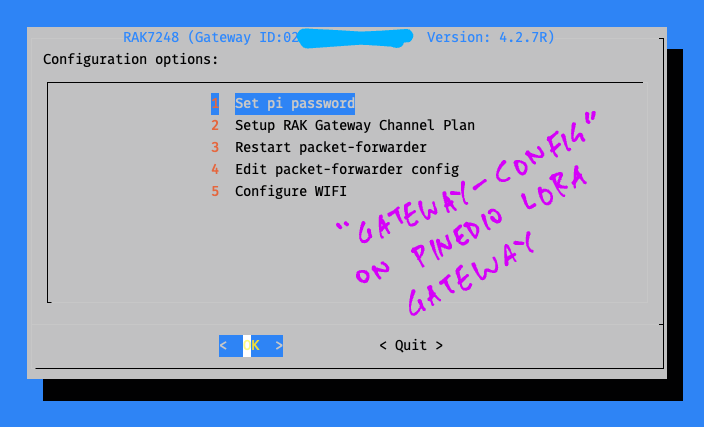 RAK7248 (Gateway ID:02 Version: 4.2.7R)
Configuration options:
1 Set pi password
2 Setup RAK Gateway Channel Plan
3 Restart packet-forwarder
4 Edit packet-forwarder config
5 Configure WIFI
"GATEWAY-CONFIG"
ON PINEDIO LORA
GATEWAY
< OK > < Quit >